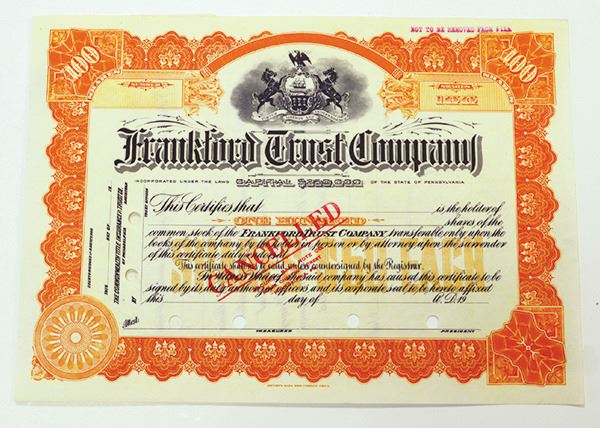 NOT TO BE REMOVED FROM FILE
100
100
NUMBER
SHARES
Frankford Trust Company
INCORPORATED UNDER THE LAWS
OF THE STATE OF PENNSYLVANIA
This Certifies that is the holder
of ONE HUNDRED shares of the
common stock of the FRANKFORD TRUST COMPANY, transferable only upon the
books of the company by the holder in person or by attorney upon the surrender
of this certificate duly endorsed.
This certificate shall not be valid unless countersigned by the Registrar.
In Witness Whereof, the said company has caused this certificate to be
signed by its duly authorized officers and its corporate seal to be hereto affixed
this day of A.D. 19
Attest
TREASURER
PRESIDENT